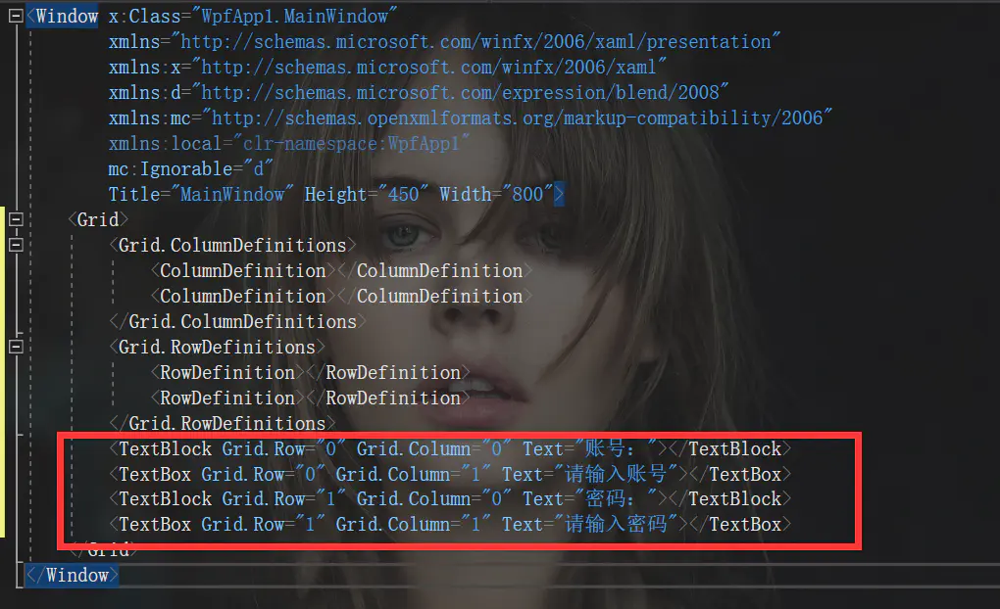 <Window x:Class="WpfApp1.MainWindow"
xmlns="http://schemas.microsoft.com/winfx/2006/xaml/presentation"
xmlns:x="http://schemas.microsoft.com/winfx/2006/xaml"
xmlns:d="http://schemas.microsoft.com/expression/blend/2008"
xmlns:mc="http://schemas.openxmlformats.org/markup-compatibility/2006"
xmlns:local="clr-namespace:WpfApp1"
mc:Ignorable="d"
Title="MainWindow" Height="450" Width="800">
<Grid>
<Grid.ColumnDefinitions>
<ColumnDefinition></ColumnDefinition>
<ColumnDefinition></ColumnDefinition>
</Grid.ColumnDefinitions>
<Grid.RowDefinitions>
<RowDefinition></RowDefinition>
<RowDefinition></RowDefinition>
</Grid.RowDefinitions>
<TextBlock Grid.Row="0" Grid.Column="0" Text="账号："></TextBlock>
<TextBox Grid.Row="0" Grid.Column="1" Text="请输入账号"></TextBox>
<TextBlock Grid.Row="1" Grid.Column="0" Text="密码："></TextBlock>
<TextBox Grid.Row="1" Grid.Column="1" Text="请输入密码"></TextBox>
</Grid>
</Window>